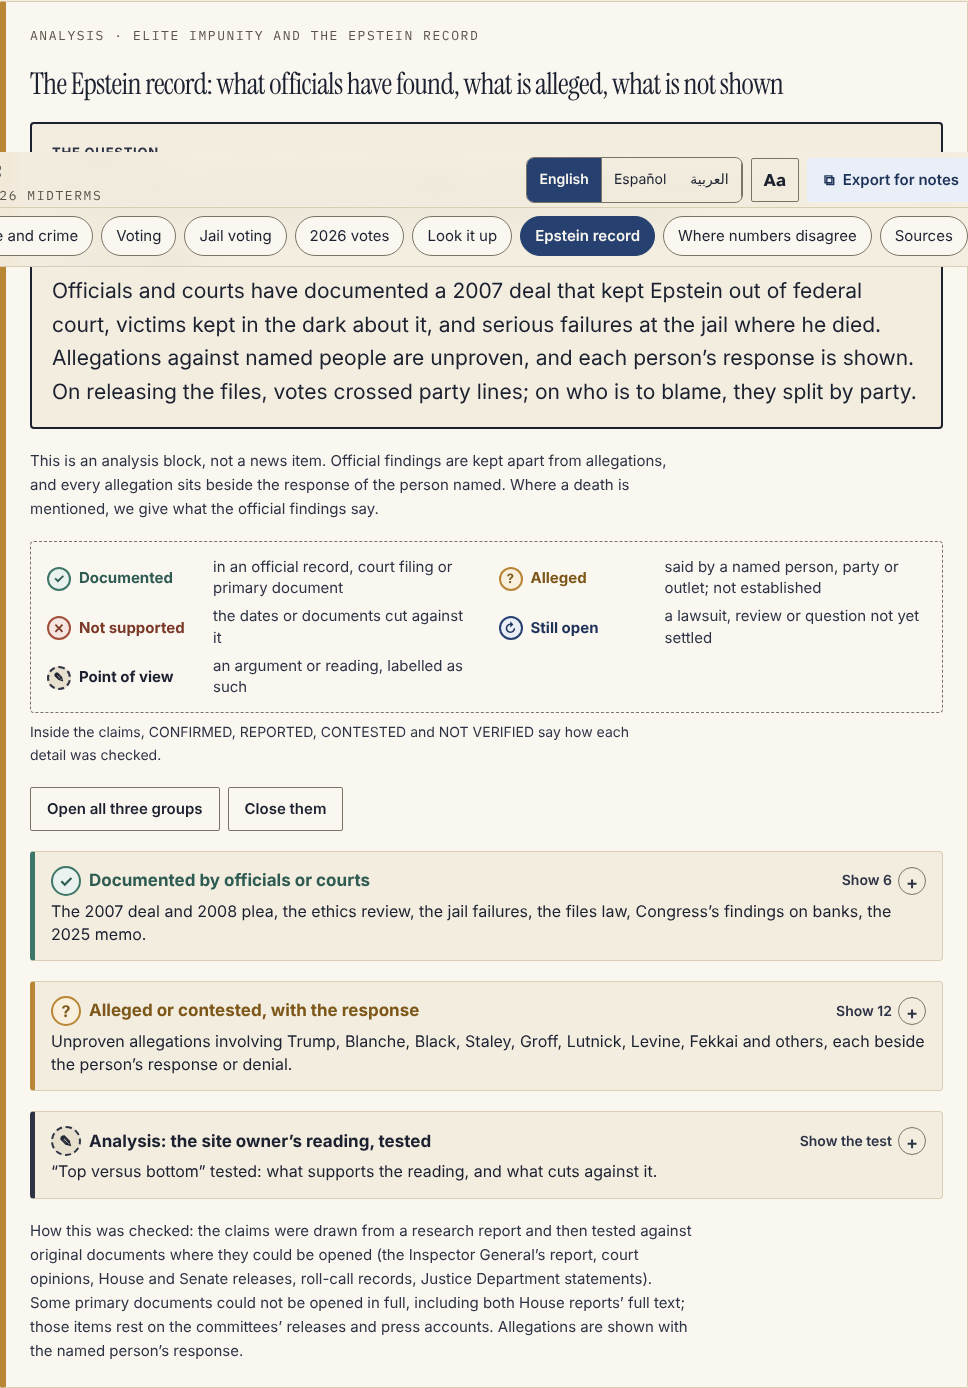 ANALYSIS · ELITE IMPUNITY AND THE EPSTEIN RECORD
The Epstein record: what officials have found, what is alleged, what is not shown
THE QUESTION
26 MIDTERMS
English
Español
العربية
Aa
Export for notes
e and crime
Voting
Jail voting
2026 votes
Look it up
Epstein record
Where numbers disagree
Sources
Officials and courts have documented a 2007 deal that kept Epstein out of federal
court, victims kept in the dark about it, and serious failures at the jail where he died.
Allegations against named people are unproven, and each person’s response is shown.
On releasing the files, votes crossed party lines; on who is to blame, they split by party.
This is an analysis block, not a news item. Official findings are kept apart from allegations,
and every allegation sits beside the response of the person named. Where a death is
mentioned, we give what the official findings say.
Documented
in an official record, court filing or
primary document
Alleged
said by a named person, party or
outlet; not established
Not supported
the dates or documents cut against
it
Still open
a lawsuit, review or question not yet
settled
Point of view
an argument or reading, labelled as
such
Inside the claims, CONFIRMED, REPORTED, CONTESTED and NOT VERIFIED say how each
detail was checked.
Open all three groups
Close them
Documented by officials or courts
Show 6 +
The 2007 deal and 2008 plea, the ethics review, the jail failures, the files law, Congress’s findings on banks, the
2025 memo.
? Alleged or contested, with the response
Show 12 +
Unproven allegations involving Trump, Blanche, Black, Staley, Groff, Lutnick, Levine, Fekkai and others, each beside
the person’s response or denial.
Analysis: the site owner’s reading, tested
Show the test +
“Top versus bottom” tested: what supports the reading, and what cuts against it.
How this was checked: the claims were drawn from a research report and then tested against
original documents where they could be opened (the Inspector General’s report, court
opinions, House and Senate releases, roll-call records, Justice Department statements).
Some primary documents could not be opened in full, including both House reports’ full text;
those items rest on the committees’ releases and press accounts. Allegations are shown with
the named person’s response.